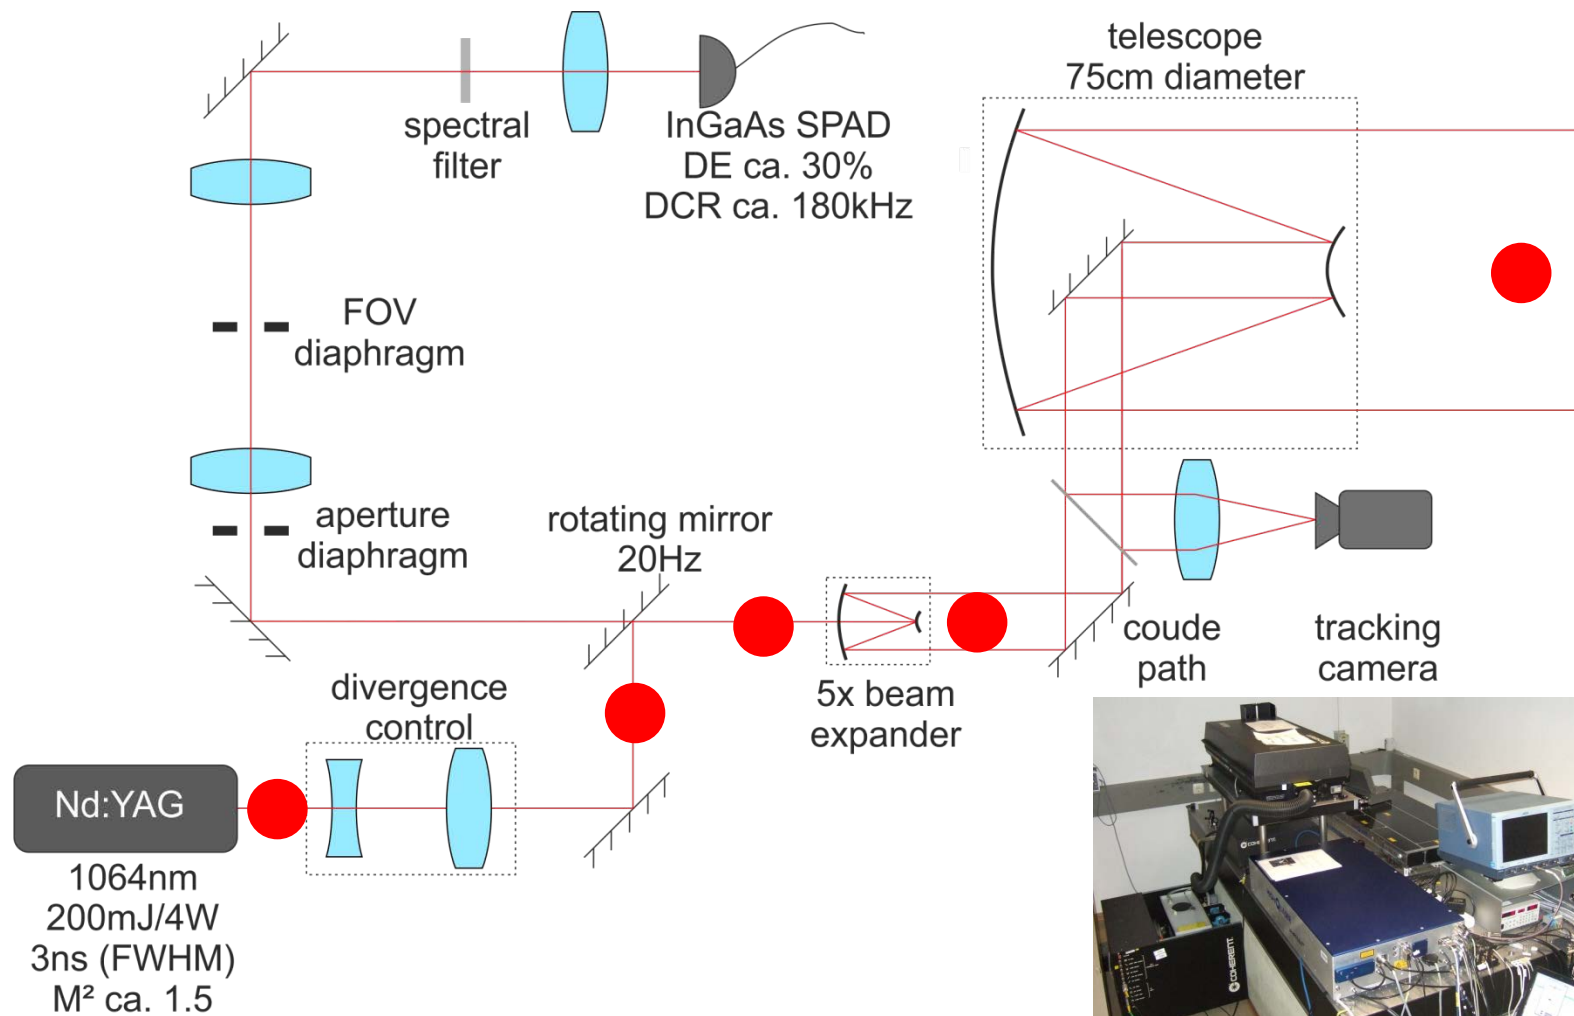 telescope
75cm diameter
spectral
filter
InGaAs SPAD
DE ca. 30%
DCR ca. 180kHz
FOV
diaphragm
aperture
diaphragm
rotating mirror
20Hz
divergence
control
5x beam
expander
coude
path
tracking
camera
Nd:YAG
1064nm
200mJ/4W
3ns (FWHM)
M² ca. 1.5
COHERENT
COHERENT